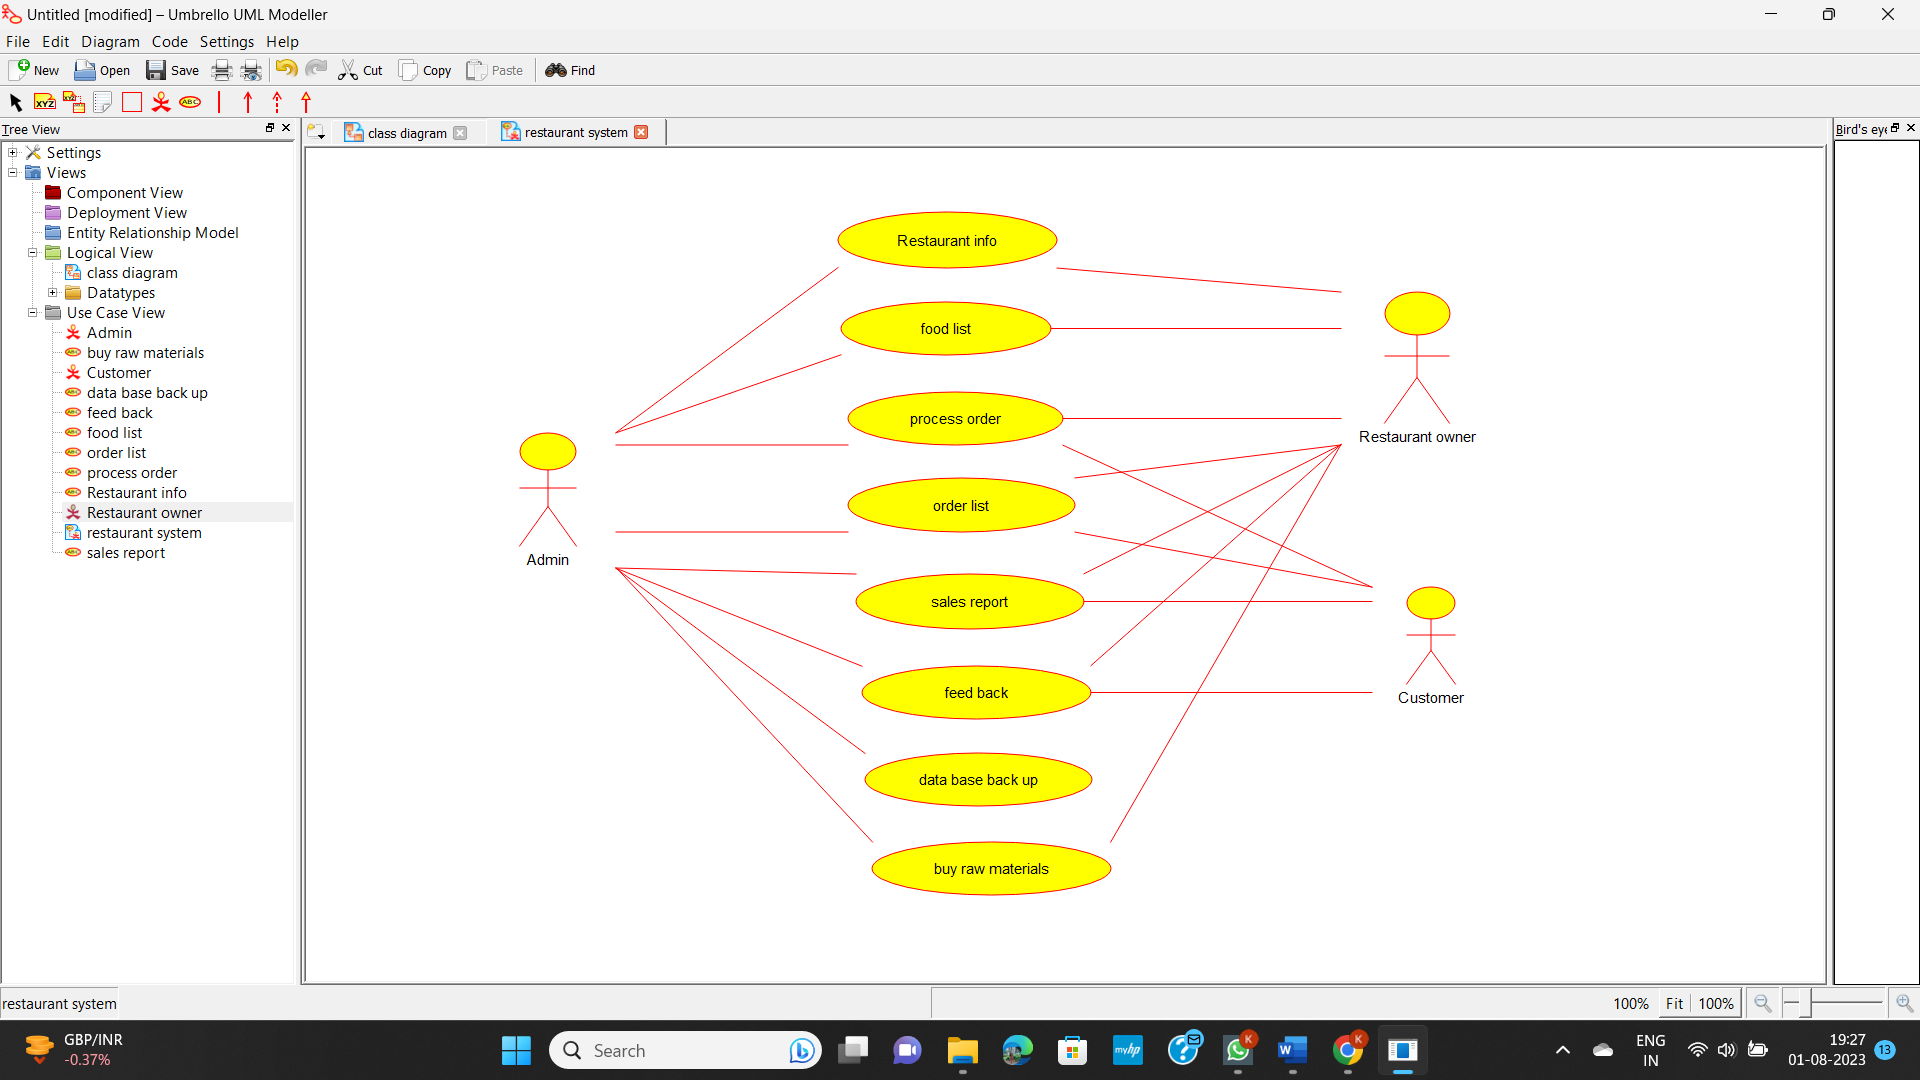 Untitled [modified] – Umbrello UML Modeller
File Edit Diagram Code Settings Help
New Open Save Cut Copy Paste Find
XYZ XYZ ABC
Tree View
class diagram restaurant system
Bird's eye
Settings
Views
Component View
Deployment View
Entity Relationship Model
Logical View
class diagram
Datatypes
Use Case View
Admin
buy raw materials
Customer
data base back up
feed back
food list
order list
process order
Restaurant info
Restaurant owner
restaurant system
sales report
Restaurant info
food list
process order
Restaurant owner
order list
Admin
sales report
feed back
Customer
data base back up
buy raw materials
restaurant system
100% Fit 100%
GBP/INR
-0.37%
Search
myhp
K
W
K
ENG
IN
19:27
01-08-2023
13